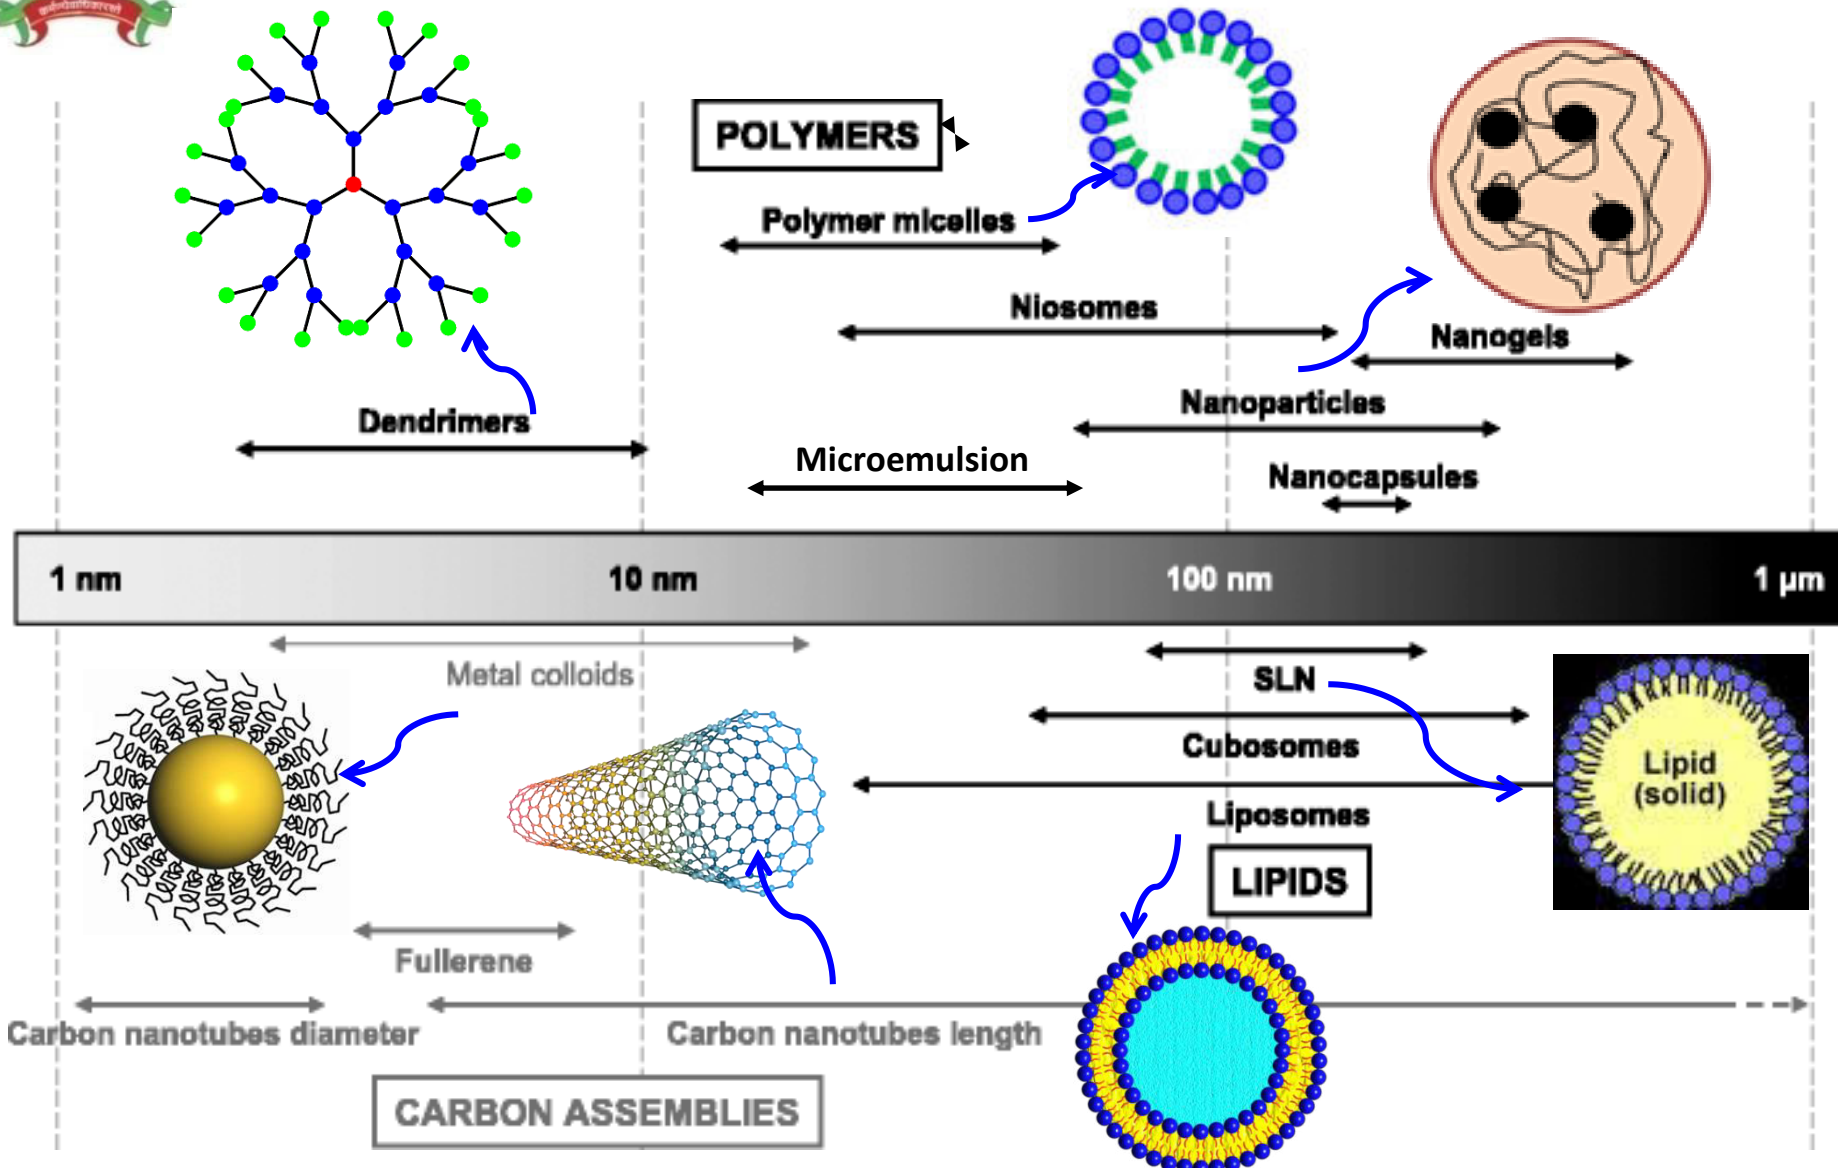 POLYMERS
Polymer micelles
Niosomes
Nanogels
Dendrimers
Nanoparticles
Microemulsion
Nanocapsules
1 nm
10 nm
100 nm
1 µm
Metal colloids
SLN
Cubosomes
Lipid
(solid)
Liposomes
LIPIDS
Fullerene
Carbon nanotubes diameter
Carbon nanotubes length
CARBON ASSEMBLIES